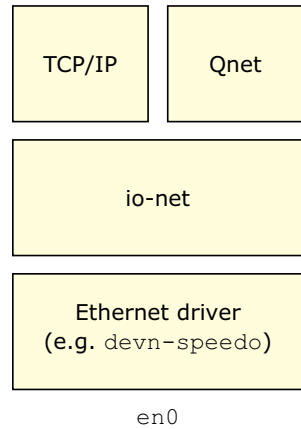 TCP/IP
Qnet
io-net
Ethernet driver
(e.g. devn-speedo)
en0